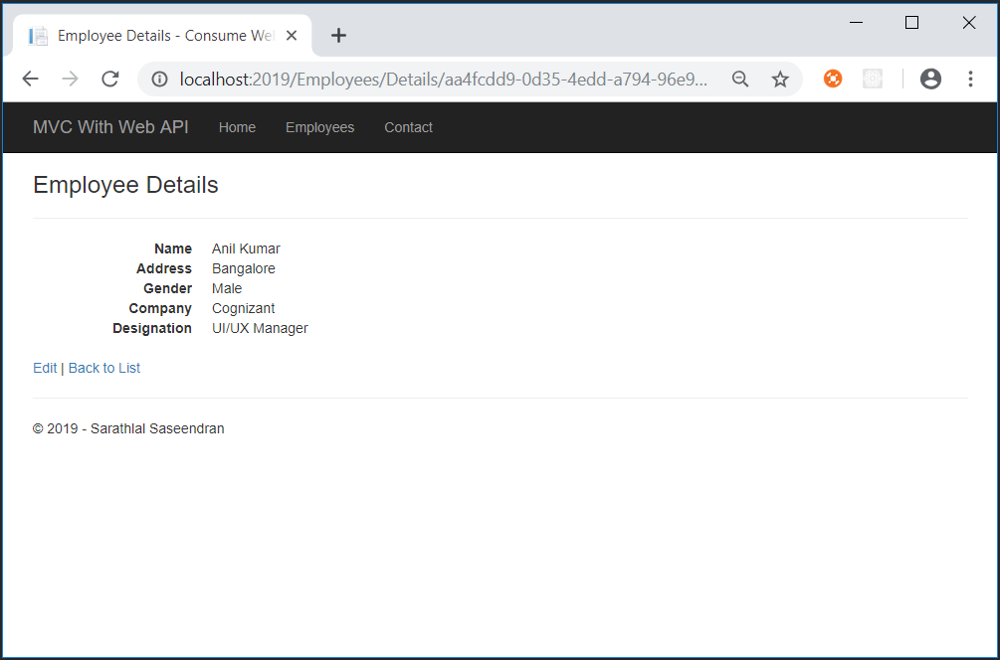 Employee Details - Consume We
localhost:2019/Employees/Details/aa4fcdd9-0d35-4edd-a794-96e9...
MVC With Web API Home Employees Contact
Employee Details
Name Anil Kumar
Address Bangalore
Gender Male
Company Cognizant
Designation UI/UX Manager
Edit | Back to List
© 2019 - Sarathlal Saseendran